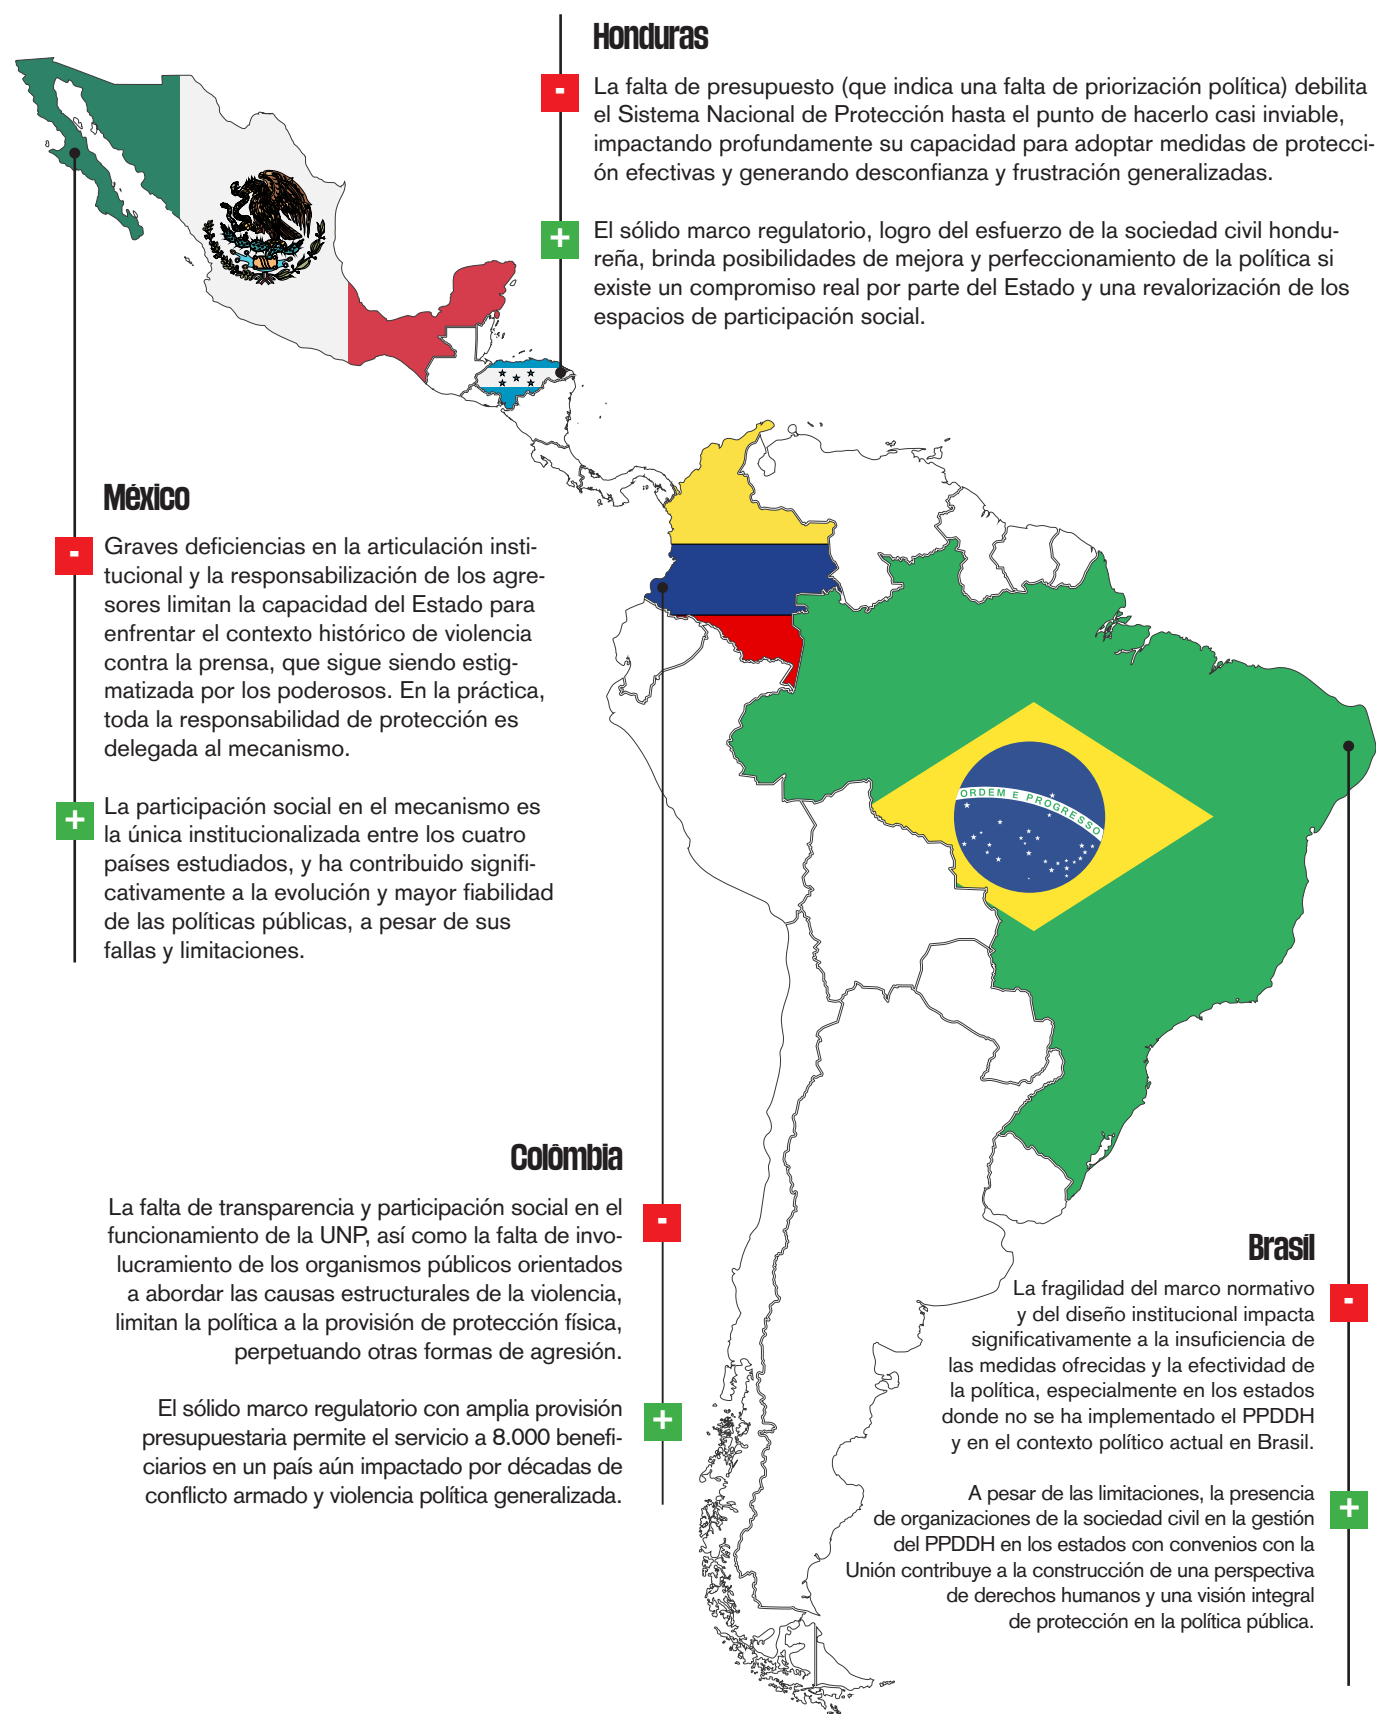 Honduras
-
La falta de presupuesto (que indica una falta de priorización política) debilita
el Sistema Nacional de Protección hasta el punto de hacerlo casi inviable,
impactando profundamente su capacidad para adoptar medidas de protecci-
ón efectivas y generando desconfianza y frustración generalizadas.
+
El sólido marco regulatorio, logro del esfuerzo de la sociedad civil hondu-
reña, brinda posibilidades de mejora y perfeccionamiento de la política si
existe un compromiso real por parte del Estado y una revalorización de los
espacios de participación social.
México
-
Graves deficiencias en la articulación insti-
tucional y la responsabilización de los agre-
sores limitan la capacidad del Estado para
enfrentar el contexto histórico de violencia
contra la prensa, que sigue siendo estig-
matizada por los poderosos. En la práctica,
toda la responsabilidad de protección es
delegada al mecanismo.
+
La participación social en el mecanismo es
la única institucionalizada entre los cuatro
países estudiados, y ha contribuido signifi-
cativamente a la evolución y mayor fiabilidad
de las políticas públicas, a pesar de sus
fallas y limitaciones.
ORDEM E PROGRESSO
Colômbia
-
La falta de transparencia y participación social en el
funcionamiento de la UNP, así como la falta de invo-
lucramiento de los organismos públicos orientados
a abordar las causas estructurales de la violencia,
limitan la política a la provisión de protección física,
perpetuando otras formas de agresión.
+
El sólido marco regulatorio con amplia provisión
presupuestaria permite el servicio a 8.000 benefi-
ciarios en un país aún impactado por décadas de
conflicto armado y violencia política generalizada.
Brasil
-
La fragilidad del marco normativo
y del diseño institucional impacta
significativamente a la insuficiencia de
las medidas ofrecidas y la efectividad de
la política, especialmente en los estados
donde no se ha implementado el PPDDH
y en el contexto político actual en Brasil.
+
A pesar de las limitaciones, la presencia
de organizaciones de la sociedad civil en la gestión
del PPDDH en los estados con convenios con la
Unión contribuye a la construcción de una perspectiva
de derechos humanos y una visión integral
de protección en la política pública.